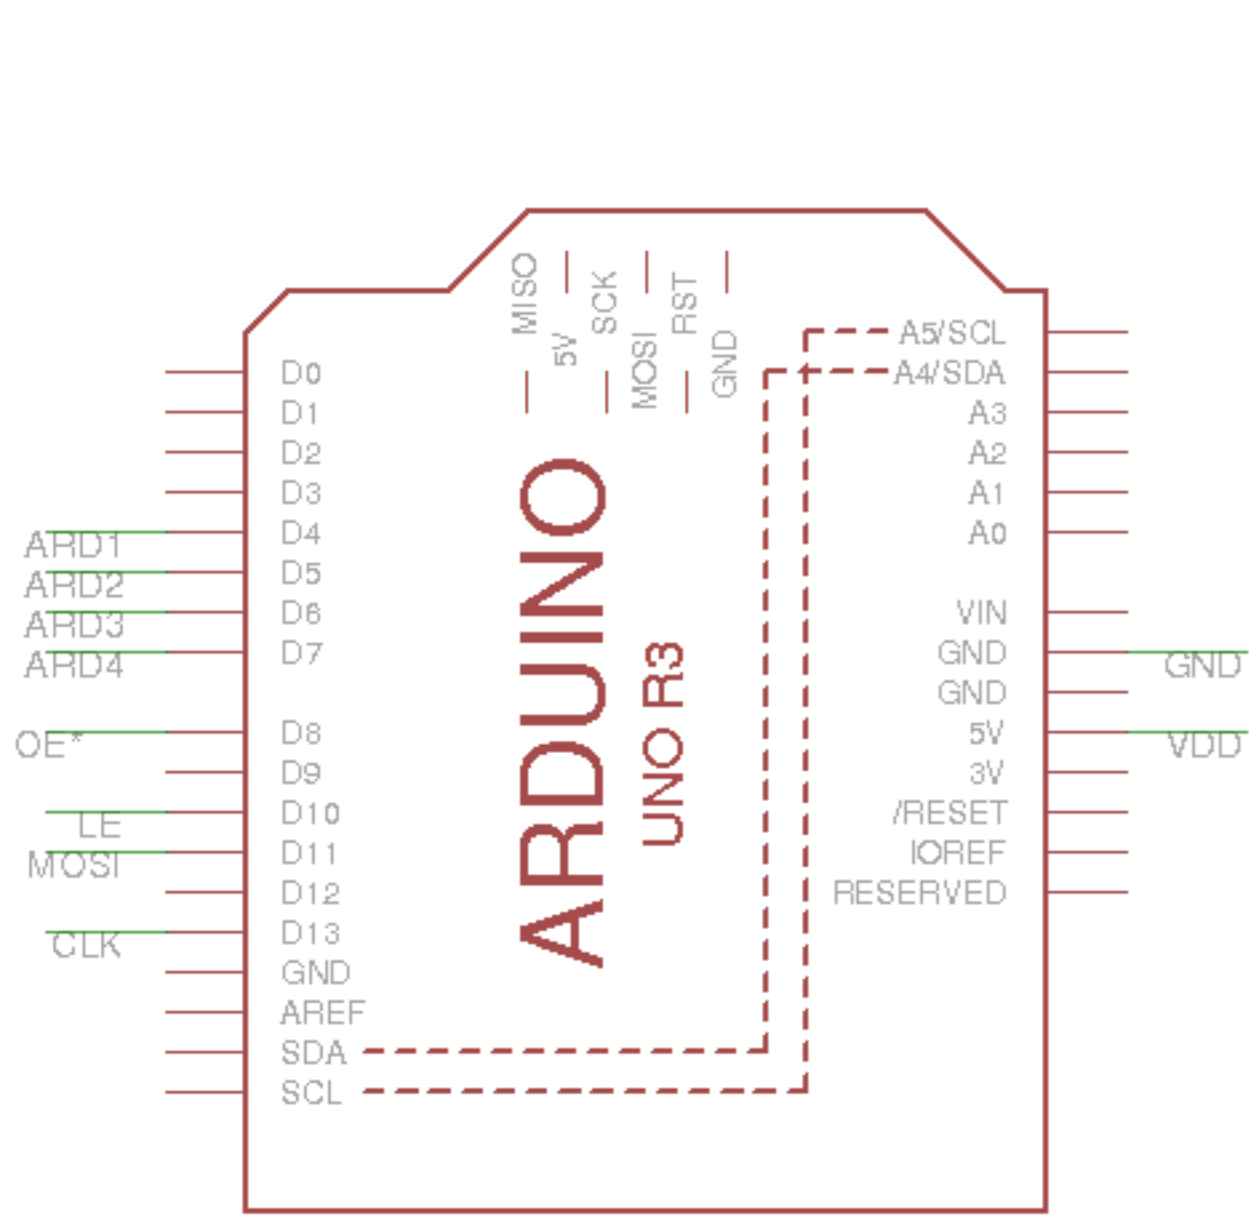 MISO
5V
SCK
MOSI
RST
GND
A5/SCL
A4/SDA
A3
A2
A1
A0
VIN
GND
GND
5V
3V
/RESET
IOREF
RESERVED
GND
VDD
D0
D1
D2
D3
D4
D5
D6
D7
D8
D9
D10
D11
D12
D13
GND
AREF
SDA
SCL
ARD1
ARD2
ARD3
ARD4
OE*
LE
MOSI
CLK
ARDUINO
UNO R3